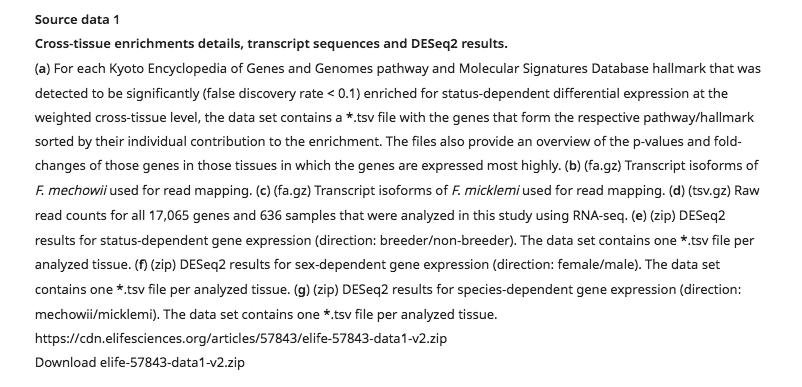 Source data 1
Cross-tissue enrichments details, transcript sequences and DESeq2 results.
(a) For each Kyoto Encyclopedia of Genes and Genomes pathway and Molecular Signatures Database hallmark that was
detected to be significantly (false discovery rate < 0.1) enriched for status-dependent differential expression at the
weighted cross-tissue level, the data set contains a *.tsv file with the genes that form the respective pathway/hallmark
sorted by their individual contribution to the enrichment. The files also provide an overview of the p-values and fold-
changes of those genes in those tissues in which the genes are expressed most highly. (b) (fa.gz) Transcript isoforms of
F. mechowii used for read mapping. (c) (fa.gz) Transcript isoforms of F. micklemi used for read mapping. (d) (tsv.gz) Raw
read counts for all 17,065 genes and 636 samples that were analyzed in this study using RNA-seq. (e) (zip) DESeq2
results for status-dependent gene expression (direction: breeder/non-breeder). The data set contains one *.tsv file per
analyzed tissue. (f) (zip) DESeq2 results for sex-dependent gene expression (direction: female/male). The data set
contains one *.tsv file per analyzed tissue. (g) (zip) DESeq2 results for species-dependent gene expression (direction:
mechowii/micklemi). The data set contains one *.tsv file per analyzed tissue.
https://cdn.elifesciences.org/articles/57843/elife-57843-data1-v2.zip
Download elife-57843-data1-v2.zip